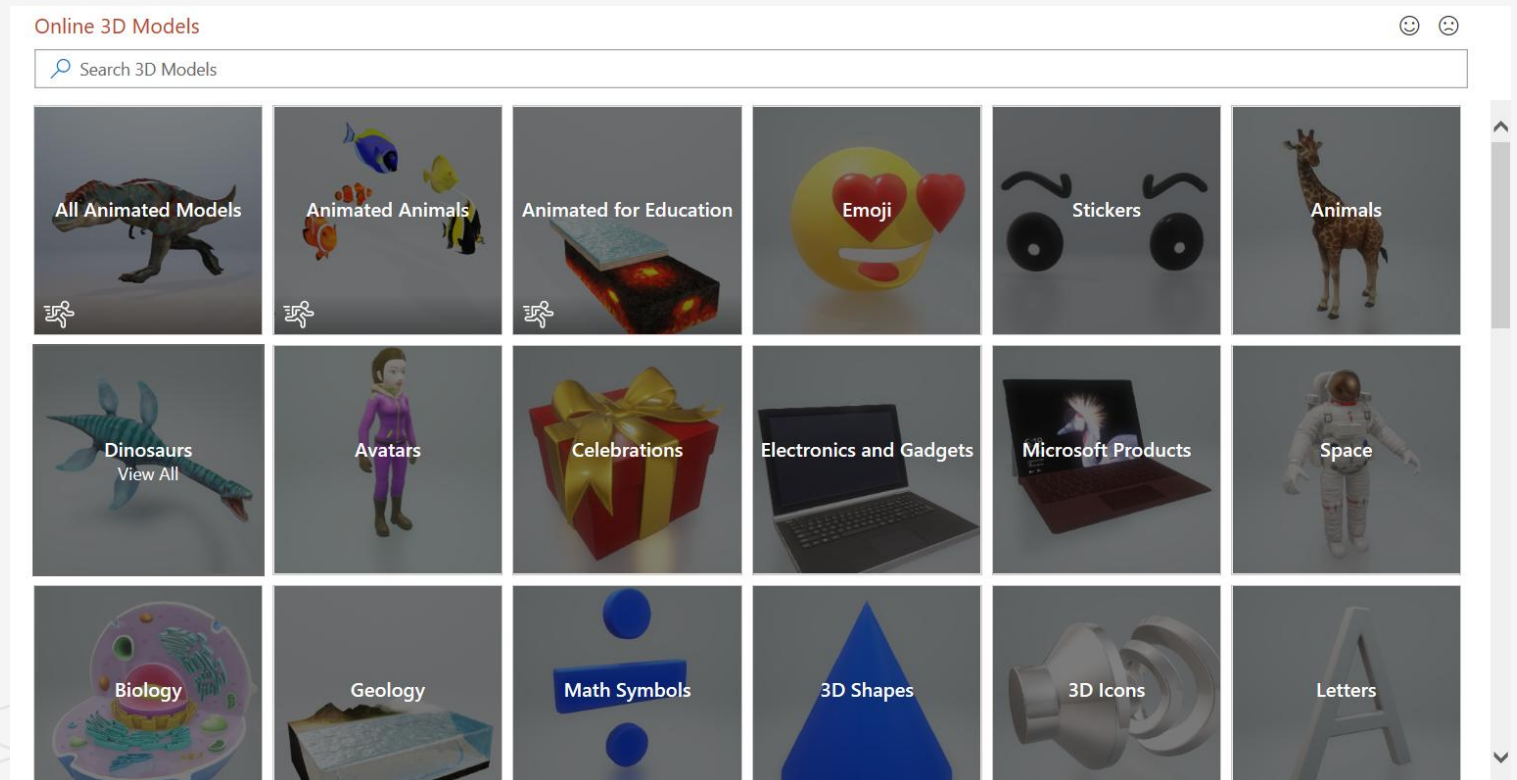 Online 3D Models
Search 3D Models
All Animated Models
Animated Animals
Animated for Education
Emoji
Stickers
Animals
Dinosaurs
View All
Avatars
Celebrations
Electronics and Gadgets
Microsoft Products
Space
Biology
Geology
Math Symbols
3D Shapes
3D Icons
Letters